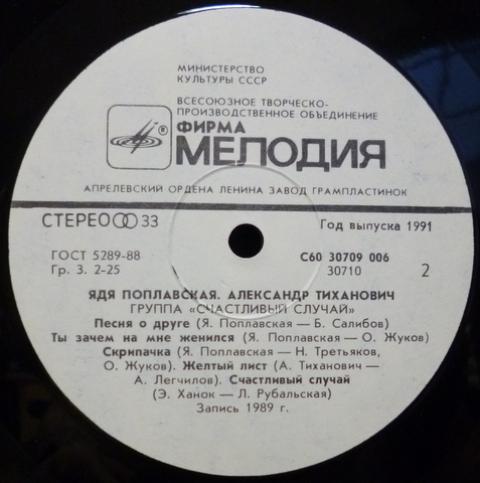 МИНИСТЕРСТВО
КУЛЬТУРЫ СССР
ВСЕСОЮЗНОЕ ТВОРЧЕСКО-
ПРОИЗВОДСТВЕННОЕ ОБЪЕДИНЕНИЕ
ФИРМА
® МЕЛОДИЯ
АПРЕЛЕВСКИЙ ОРДЕНА ЛЕНИНА ЗАВОД ГРАМПЛАСТИНОК
СТЕРЕО 33
Год выпуска 1991
ГОСТ 5289-88
С60 30709 006
Гр. 3. 2-25
30710
2
ЯДЯ ПОПЛАВСКАЯ. АЛЕКСАНДР ТИХАНОВИЧ
ГРУППА «СЧАСТЛИВЫЙ СЛУЧАЙ»
Песня о друге (Я. Поплавская — Б. Салибов)
Ты зачем на мне женился (Я. Поплавская — О. Жуков)
Скрипачка (Я. Поплавская — Н. Третьяков,
О. Жуков). Желтый лист (А. Тиханович —
А. Легчилов). Счастливый случай
(Э. Ханок — Л. Рубальская)
Запись 1989 г.